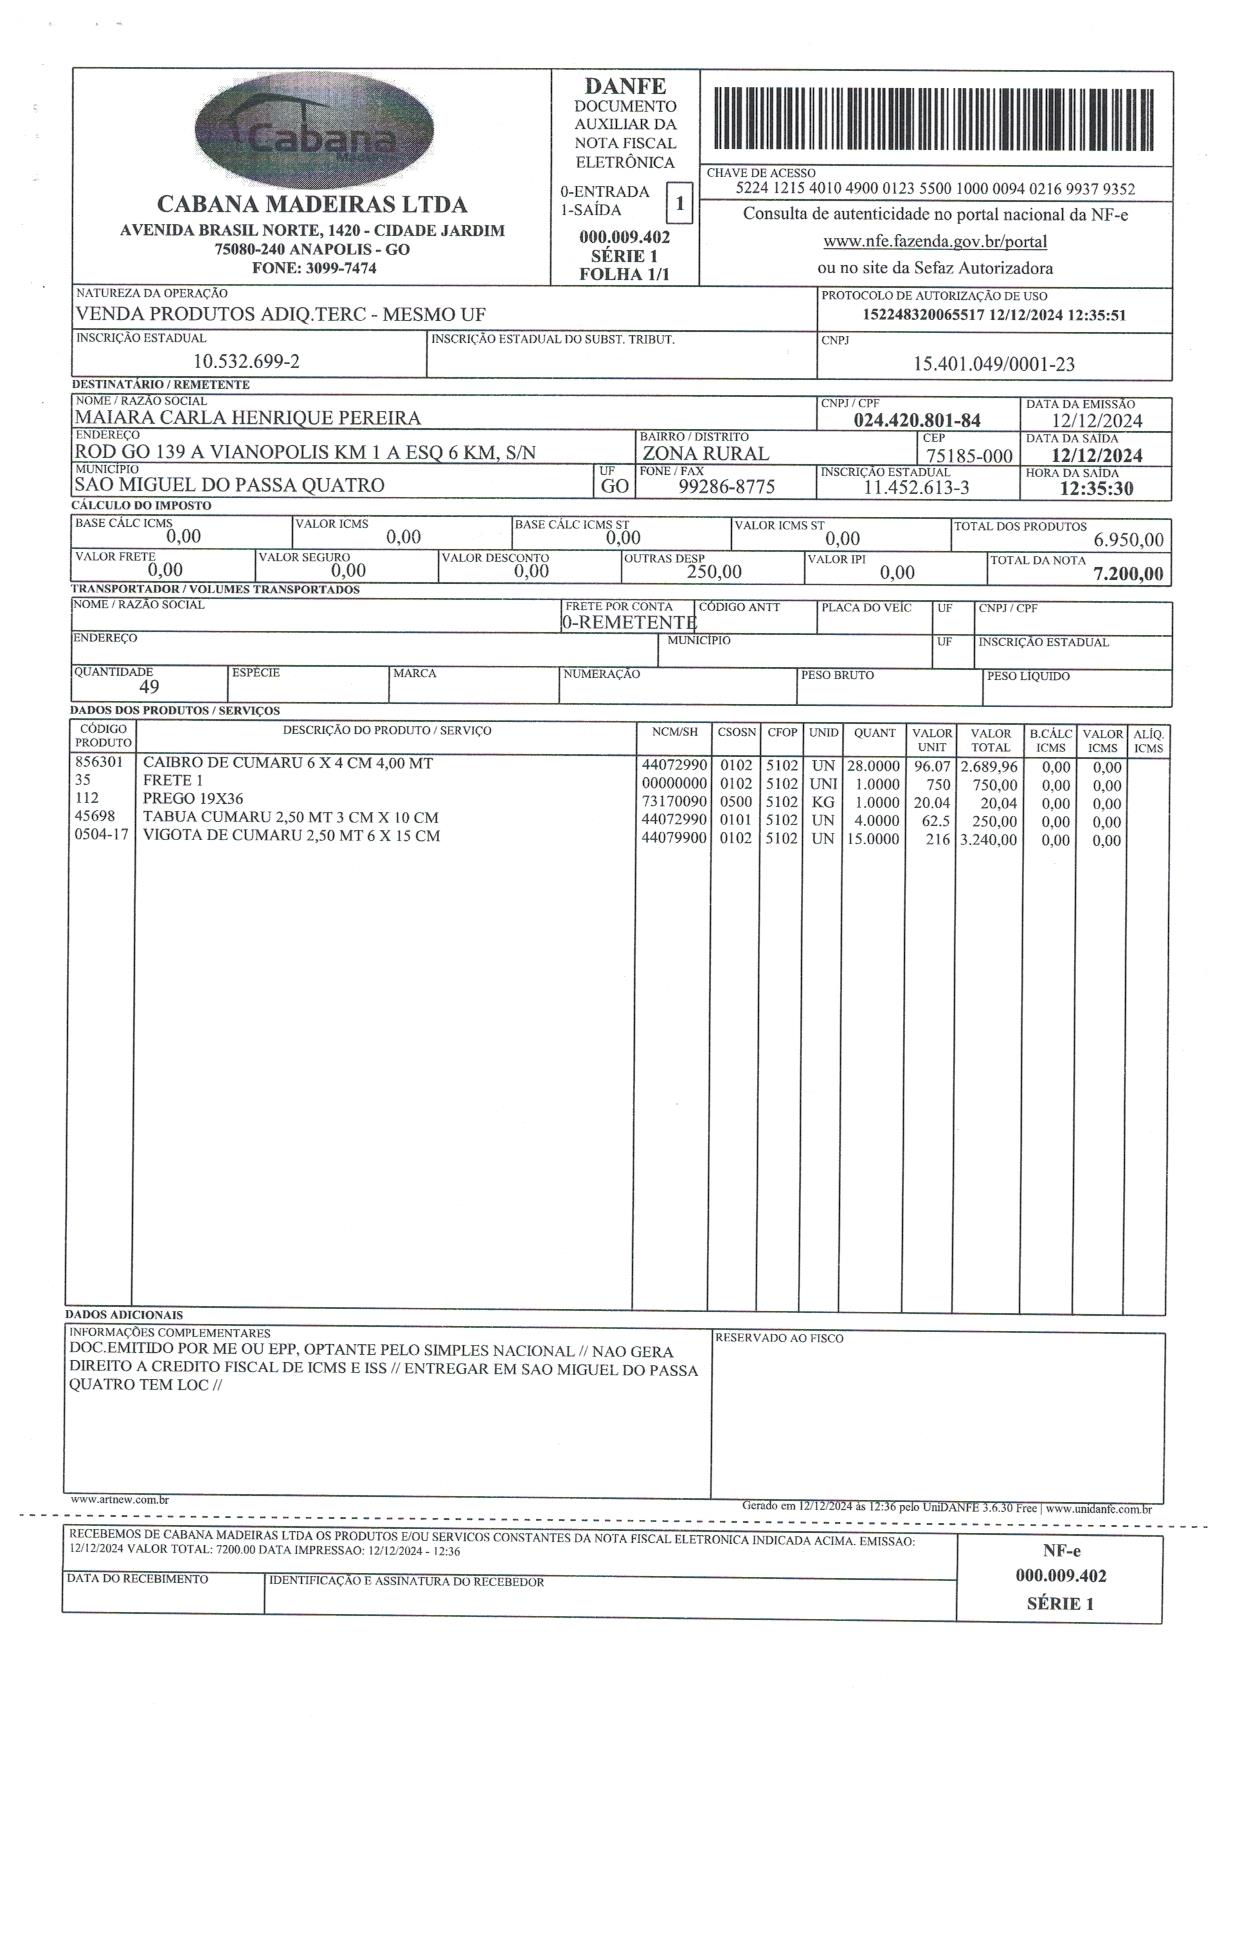 Cabana
Madeiras
CABANA MADEIRAS LTDA
AVENIDA BRASIL NORTE, 1420 - CIDADE JARDIM
75080-240 ANAPOLIS - GO
FONE: 3099-7474
DANFE
DOCUMENTO
AUXILIAR DA
NOTA FISCAL
ELETRÔNICA
0-ENTRADA
1-SAÍDA
1
000.009.402
SÉRIE 1
FOLHA 1/1
CHAVE DE ACESSO
5224 1215 4010 4900 0123 5500 1000 0094 0216 9937 9352
Consulta de autenticidade no portal nacional da NF-e
www.nfe.fazenda.gov.br/portal
ou no site da Sefaz Autorizadora
NATUREZA DA OPERAÇÃO
VENDA PRODUTOS ADIQ.TERC - MESMO UF
PROTOCOLO DE AUTORIZAÇÃO DE USO
152248320065517 12/12/2024 12:35:51
INSCRIÇÃO ESTADUAL
10.532.699-2
INSCRIÇÃO ESTADUAL DO SUBST. TRIBUT.
CNPJ
15.401.049/0001-23
DESTINATÁRIO / REMETENTE
NOME / RAZÃO SOCIAL
MAIARA CARLA HENRIQUE PEREIRA
CNPJ / CPF
024.420.801-84
DATA DA EMISSÃO
12/12/2024
ENDEREÇO
ROD GO 139 A VIANOPOLIS KM 1 A ESQ 6 KM, S/N
BAIRRO / DISTRITO
ZONA RURAL
CEP
75185-000
DATA DA SAÍDA
12/12/2024
MUNICÍPIO
SAO MIGUEL DO PASSA QUATRO
UF
GO
FONE / FAX
99286-8775
INSCRIÇÃO ESTADUAL
11.452.613-3
HORA DA SAÍDA
12:35:30
CÁLCULO DO IMPOSTO
BASE CÁLC ICMS
0,00
VALOR ICMS
0,00
BASE CÁLC ICMS ST
0,00
VALOR ICMS ST
0,00
TOTAL DOS PRODUTOS
6.950,00
VALOR FRETE
0,00
VALOR SEGURO
0,00
VALOR DESCONTO
0,00
OUTRAS DESP
250,00
VALOR IPI
0,00
TOTAL DA NOTA
7.200,00
TRANSPORTADOR / VOLUMES TRANSPORTADOS
NOME / RAZÃO SOCIAL
FRETE POR CONTA
0-REMETENTE
CÓDIGO ANTT
PLACA DO VEÍC
UF
CNPJ / CPF
ENDEREÇO
MUNICÍPIO
UF
INSCRIÇÃO ESTADUAL
QUANTIDADE
49
ESPÉCIE
MARCA
NUMERAÇÃO
PESO BRUTO
PESO LÍQUIDO
DADOS DOS PRODUTOS / SERVIÇOS
CÓDIGO PRODUTO DESCRIÇÃO DO PRODUTO / SERVIÇO NCM/SH CSOSN CFOP UNID QUANT VALOR UNIT VALOR TOTAL B.CÁLC ICMS VALOR ICMS ALÍQ. ICMS
856301 CAIBRO DE CUMARU 6 X 4 CM 4,00 MT 44072990 0102 5102 UN 28.0000 96.07 2.689,96 0,00 0,00
35 FRETE 1 00000000 0102 5102 UNI 1.0000 750 750,00 0,00 0,00
112 PREGO 19X36 73170090 0500 5102 KG 1.0000 20.04 20,04 0,00 0,00
45698 TABUA CUMARU 2,50 MT 3 CM X 10 CM 44072990 0101 5102 UN 4.0000 62.5 250,00 0,00 0,00
0504-17 VIGOTA DE CUMARU 2,50 MT 6 X 15 CM 44079900 0102 5102 UN 15.0000 216 3.240,00 0,00 0,00
DADOS ADICIONAIS
INFORMAÇÕES COMPLEMENTARES
DOC.EMITIDO POR ME OU EPP, OPTANTE PELO SIMPLES NACIONAL // NAO GERA
DIREITO A CREDITO FISCAL DE ICMS E ISS // ENTREGAR EM SAO MIGUEL DO PASSA
QUATRO TEM LOC //
RESERVADO AO FISCO
www.artnew.com.br
Gerado em 12/12/2024 às 12:36 pelo UniDANFE 3.6.30 Free | www.unidanfe.com.br
RECEBEMOS DE CABANA MADEIRAS LTDA OS PRODUTOS E/OU SERVICOS CONSTANTES DA NOTA FISCAL ELETRONICA INDICADA ACIMA. EMISSAO:
12/12/2024 VALOR TOTAL: 7200.00 DATA IMPRESSAO: 12/12/2024 - 12:36
DATA DO RECEBIMENTO
IDENTIFICAÇÃO E ASSINATURA DO RECEBEDOR
NF-e
000.009.402
SÉRIE 1